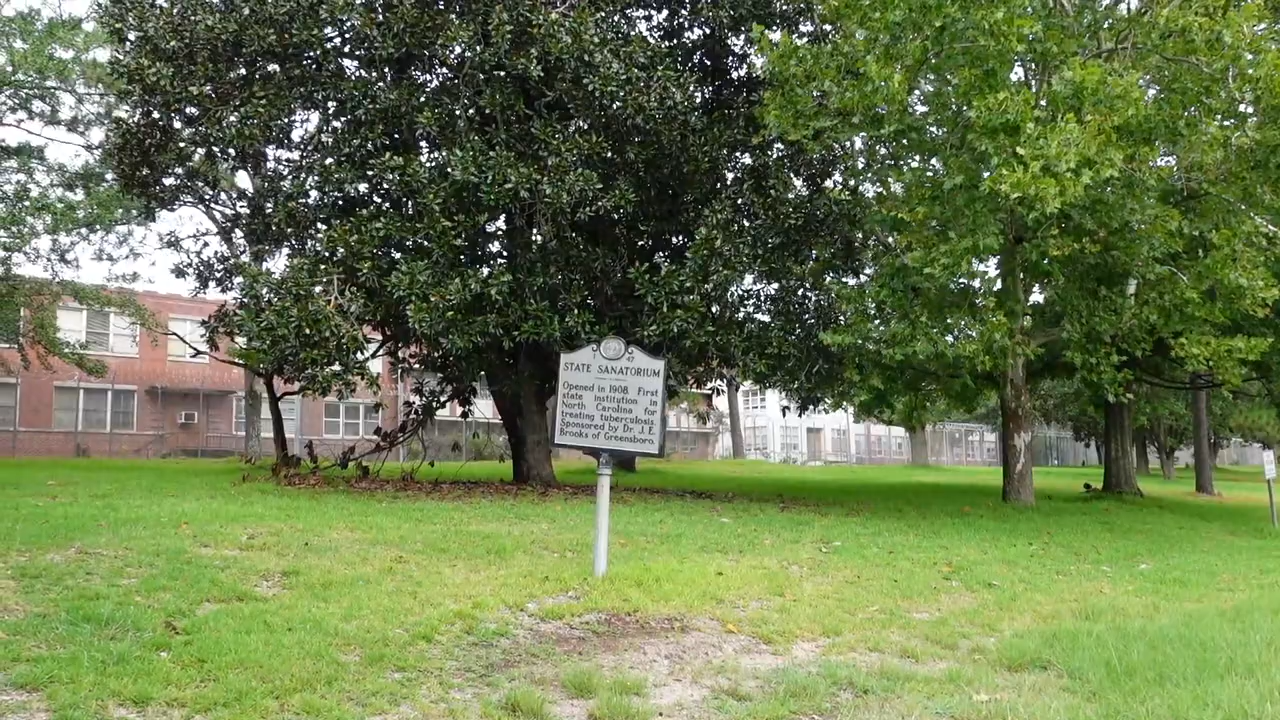 I 47
STATE SANATORIUM
Opened in 1908. First
state institution in
North Carolina for
treating tuberculosis.
Sponsored by Dr. J. E.
Brooks of Greensboro.